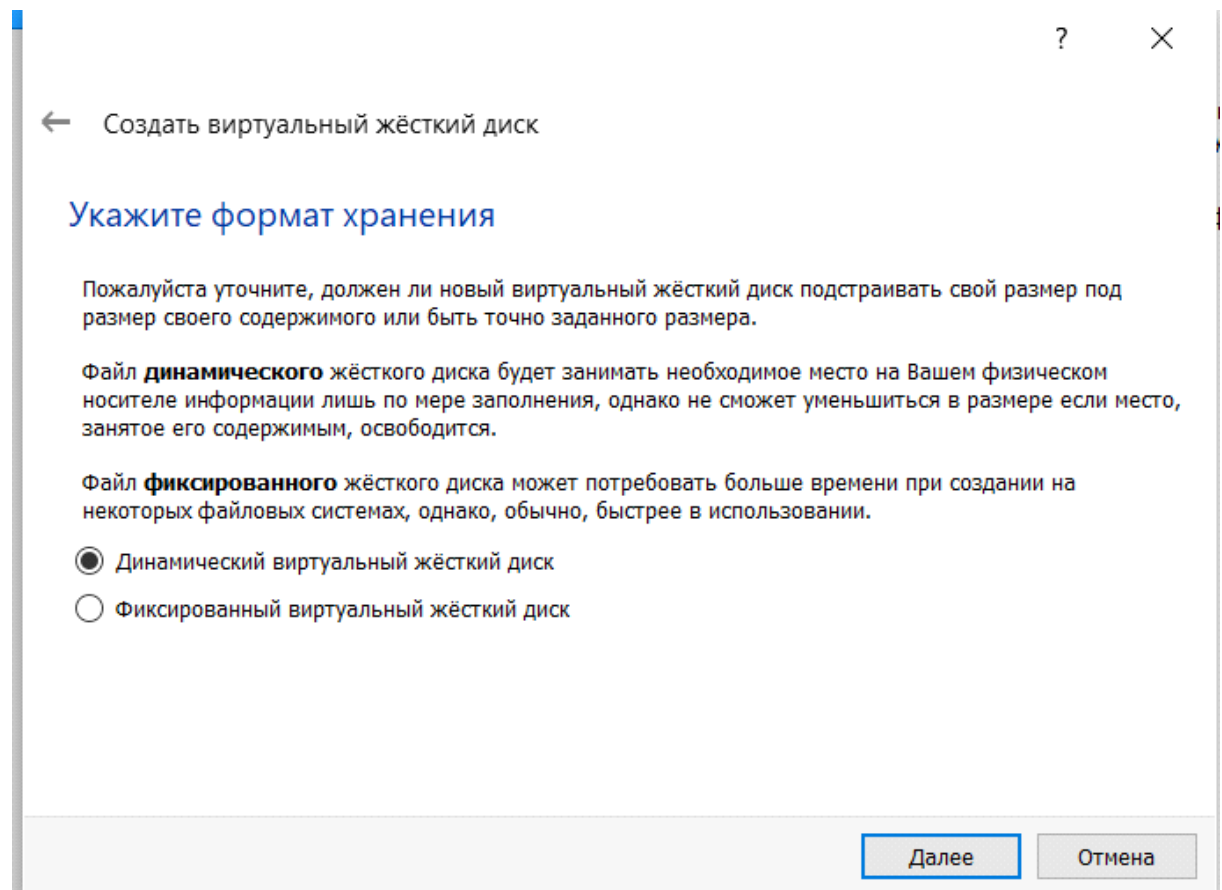 ?
Создать виртуальный жёсткий диск
Укажите формат хранения
Пожалуйста уточните, должен ли новый виртуальный жёсткий диск подстраивать свой размер под
размер своего содержимого или быть точно заданного размера.
Файл динамического жёсткого диска будет занимать необходимое место на Вашем физическом
носителе информации лишь по мере заполнения, однако не сможет уменьшиться в размере если место,
занятое его содержимым, освободится.
Файл фиксированного жёсткого диска может потребовать больше времени при создании на
некоторых файловых системах, однако, обычно, быстрее в использовании.
Динамический виртуальный жёсткий диск
Фиксированный виртуальный жёсткий диск
Далее Отмена